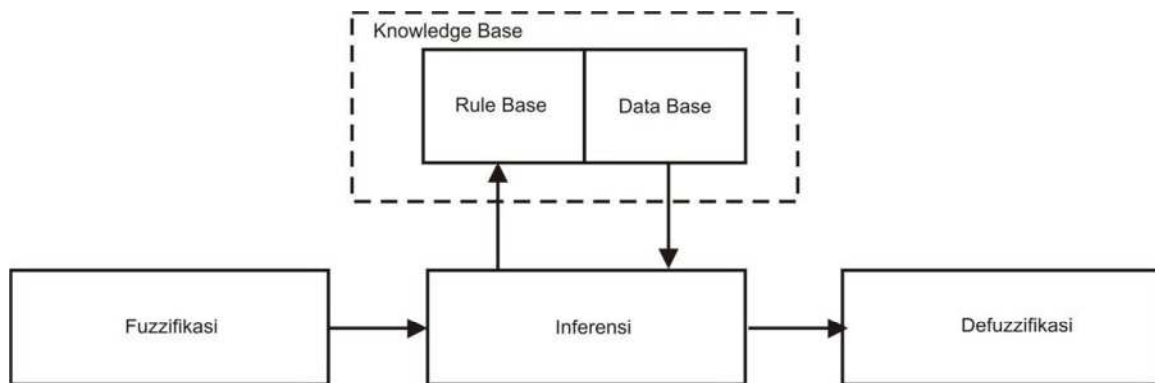 Knowledge Base
Rule Base
Data Base
Fuzzifikasi
Inferensi
Defuzzifikasi